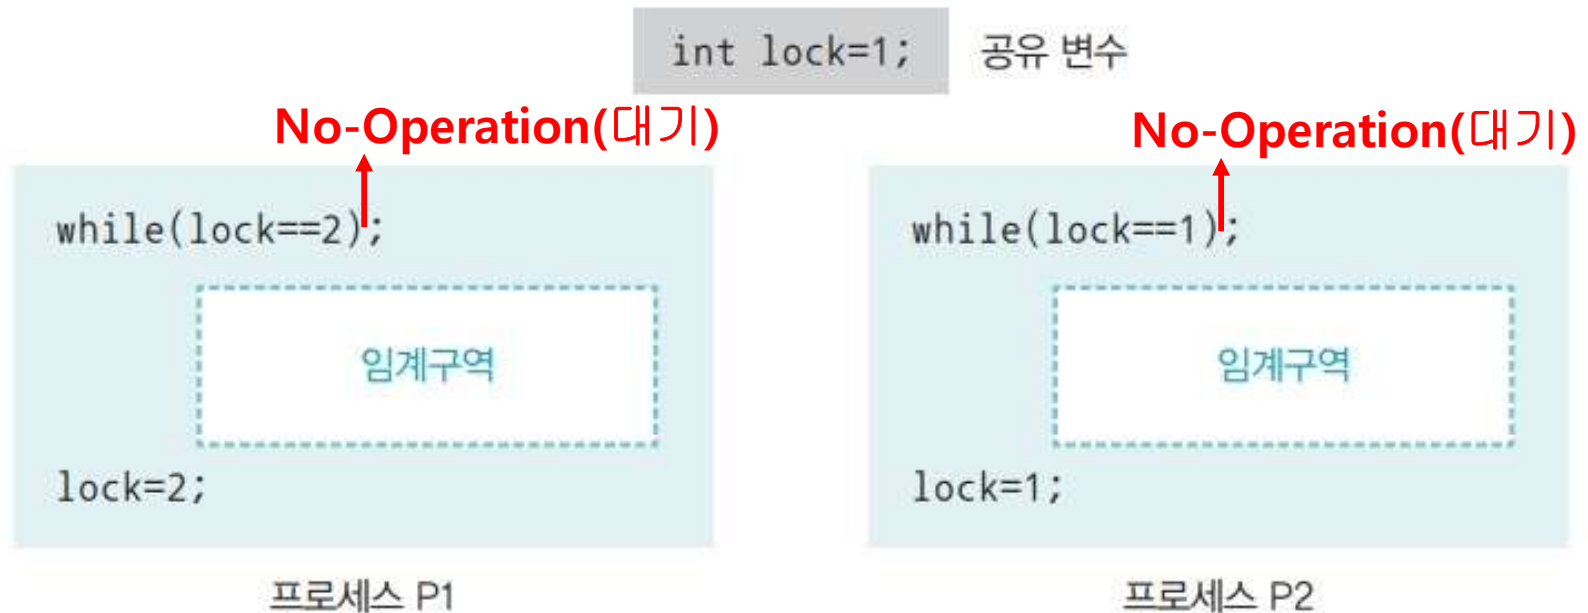 int lock=1; 공유 변수
No-Operation(대기)
while(lock==2);
임계구역
lock=2;
프로세스 P1
No-Operation(대기)
while(lock==1);
임계구역
lock=1;
프로세스 P2